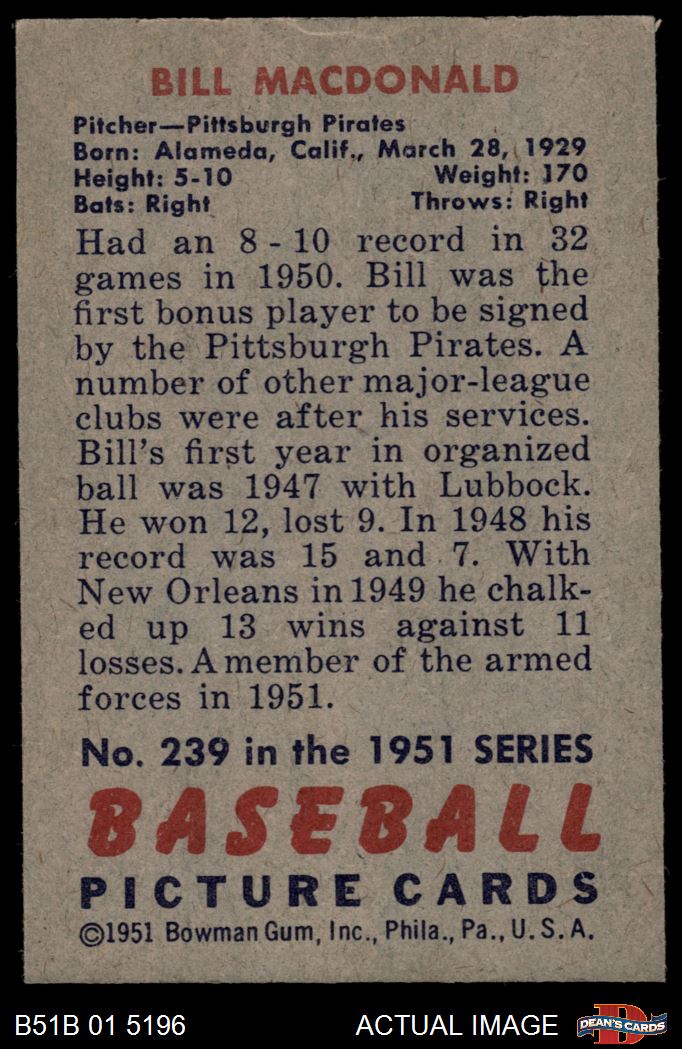 BILL MACDONALD
Pitcher—Pittsburgh Pirates
Born: Alameda, Calif., March 28, 1929
Height: 5-10 Weight: 170
Bats: Right Throws: Right
Had an 8 - 10 record in 32
games in 1950. Bill was the
first bonus player to be signed
by the Pittsburgh Pirates. A
number of other major-league
clubs were after his services.
Bill's first year in organized
ball was 1947 with Lubbock.
He won 12, lost 9. In 1948 his
record was 15 and 7. With
New Orleans in 1949 he chalk-
ed up 13 wins against 11
losses. A member of the armed
forces in 1951.
No. 239 in the 1951 SERIES
BASEBALL
PICTURE CARDS
©1951 Bowman Gum, Inc., Phila., Pa., U. S. A.
B51B 01 5196 ACTUAL IMAGE D DEAN'S CARDS